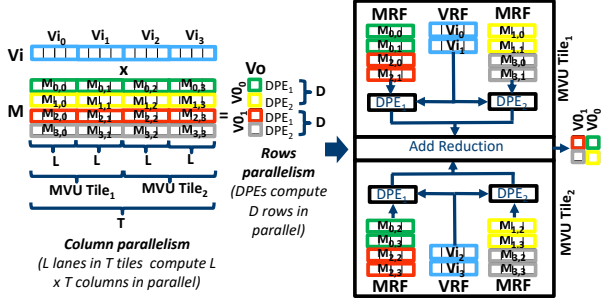 Vi₀ Vi₁ Vi₂ Vi₃
Vi
x
M
M₀,₀ M₀,₁ M₀,₂ M₀,₃
M₁,₀ M₁,₁ M₁,₂ M₁,₃
M₂,₀ M₂,₁ M₂,₂ M₂,₃
M₃,₀ M₃,₁ M₃,₂ M₃,₃
=
Vo
V0₀
V0₁
DPE₁
DPE₂
DPE₁
DPE₂
D
D
L L L L
MVU Tile₁ MVU Tile₂
T
Column parallelism
(L lanes in T tiles compute L
x T columns in parallel)
Rows
parallelism
(DPEs compute
D rows in
parallel)
MRF VRF MRF
M₀,₀ Vi₀ M₁,₀
M₀,₁ Vi₁ M₁,₁
M₂,₀ M₃,₀
M₂,₁ M₃,₁
DPE₁ DPE₂
MVU Tile₁
Add Reduction
V0₁ V0₀
DPE₁ DPE₂
MVU Tile₂
M₀,₂ M₁,₂
M₀,₃ M₁,₃
M₂,₂ Vi₂ M₃,₂
M₂,₃ Vi₃ M₃,₃
MRF VRF MRF